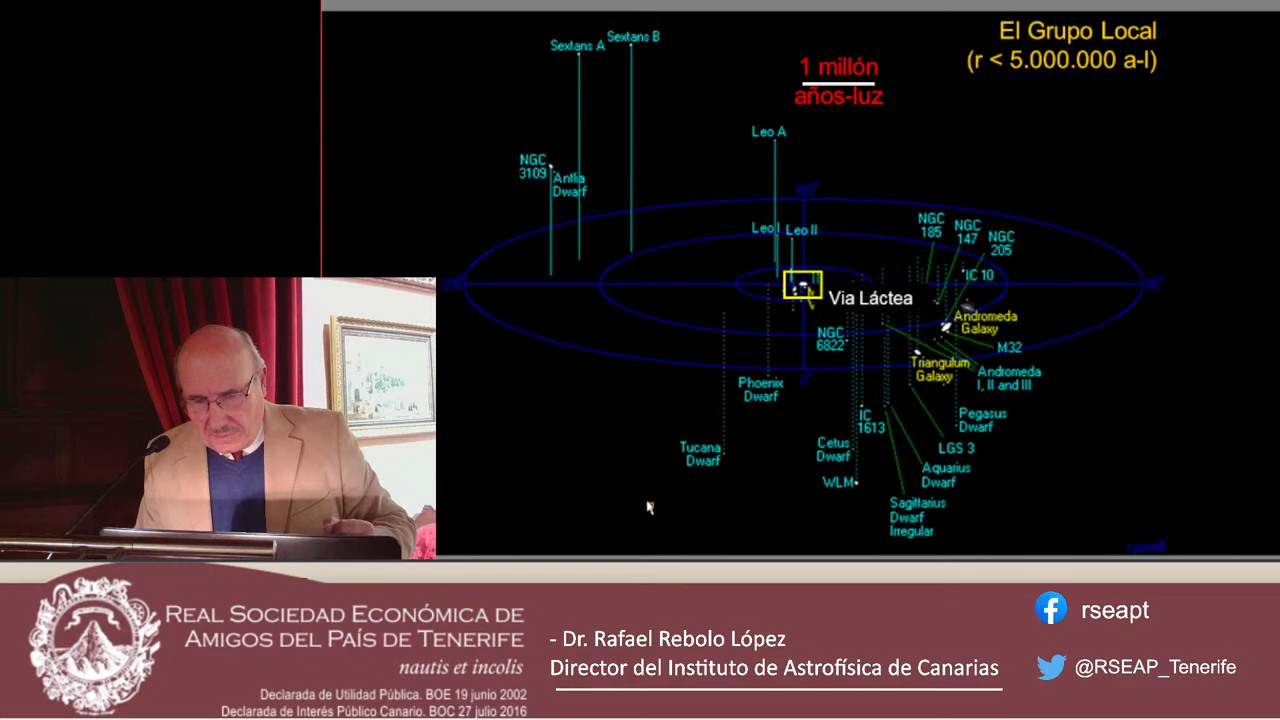 El Grupo Local
(r < 5.000.000 a-l)
1 millón
años-luz
Sextans A
Sextans B
Leo A
NGC
3109
Antlia
Dwarf
180°
Leo I
Leo II
NGC
185
NGC
147
NGC
205
IC 10
Via Láctea
Andromeda
Galaxy
NGC
6822
M32
Triangulum
Galaxy
Andromeda
I, II and III
0°
Phoenix
Dwarf
IC
1613
Pegasus
Dwarf
Tucana
Dwarf
Cetus
Dwarf
LGS 3
WLM
Aquarius
Dwarf
Sagittarius
Dwarf
Irregular
REAL SOCIEDAD ECONÓMICA DE
AMIGOS DEL PAÍS DE TENERIFE
nautis et incolis
Declarada de Utilidad Pública. BOE 19 junio 2002
Declarada de Interés Público Canario. BOC 27 julio 2016
- Dr. Rafael Rebolo López
Director del Instituto de Astrofísica de Canarias
rseapt
@RSEAP_Tenerife